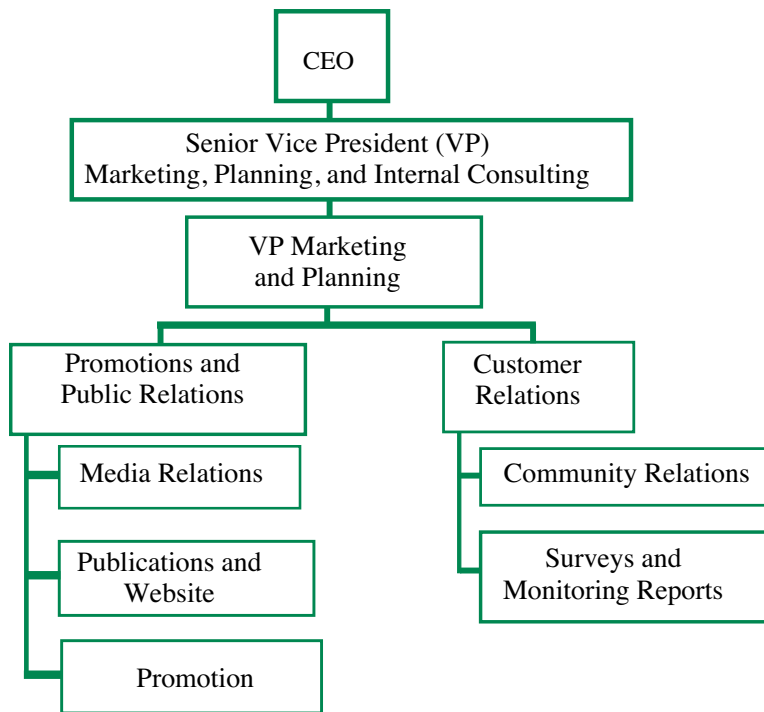 CEO
Senior Vice President (VP)
Marketing, Planning, and Internal Consulting
VP Marketing
and Planning
Promotions and
Public Relations
Media Relations
Publications and
Website
Promotion
Customer
Relations
Community Relations
Surveys and
Monitoring Reports